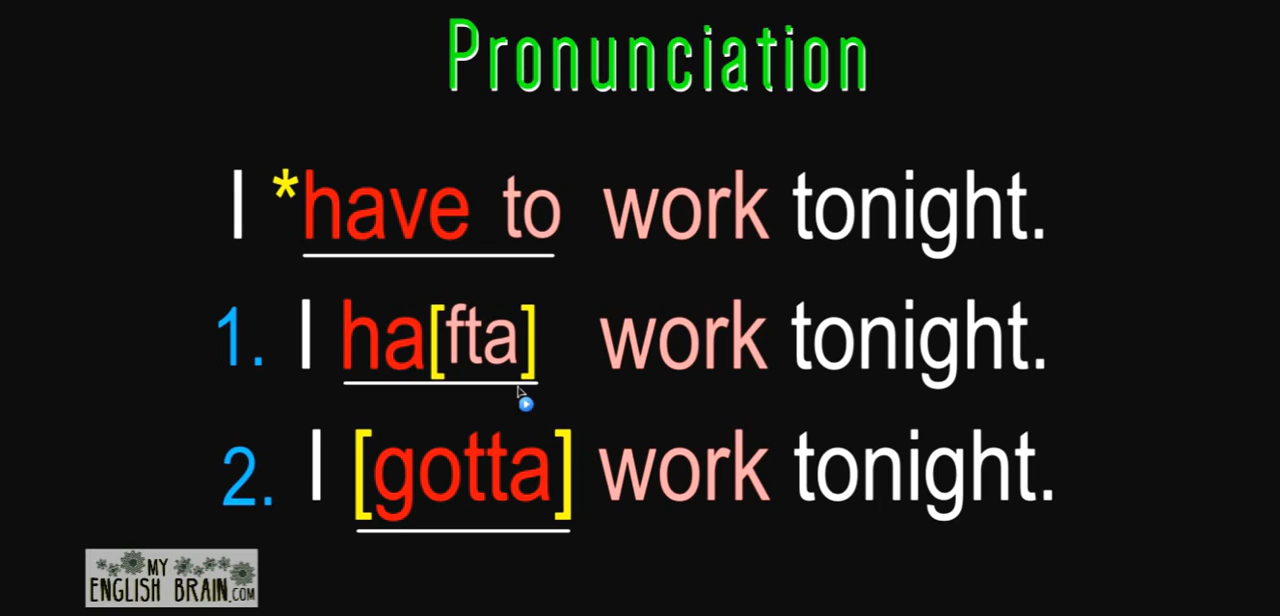 Pronunciation
I *have to work tonight.
1. I ha[fta] work tonight.
2. I [gotta] work tonight.
MY
ENGLISH BRAIN.COM